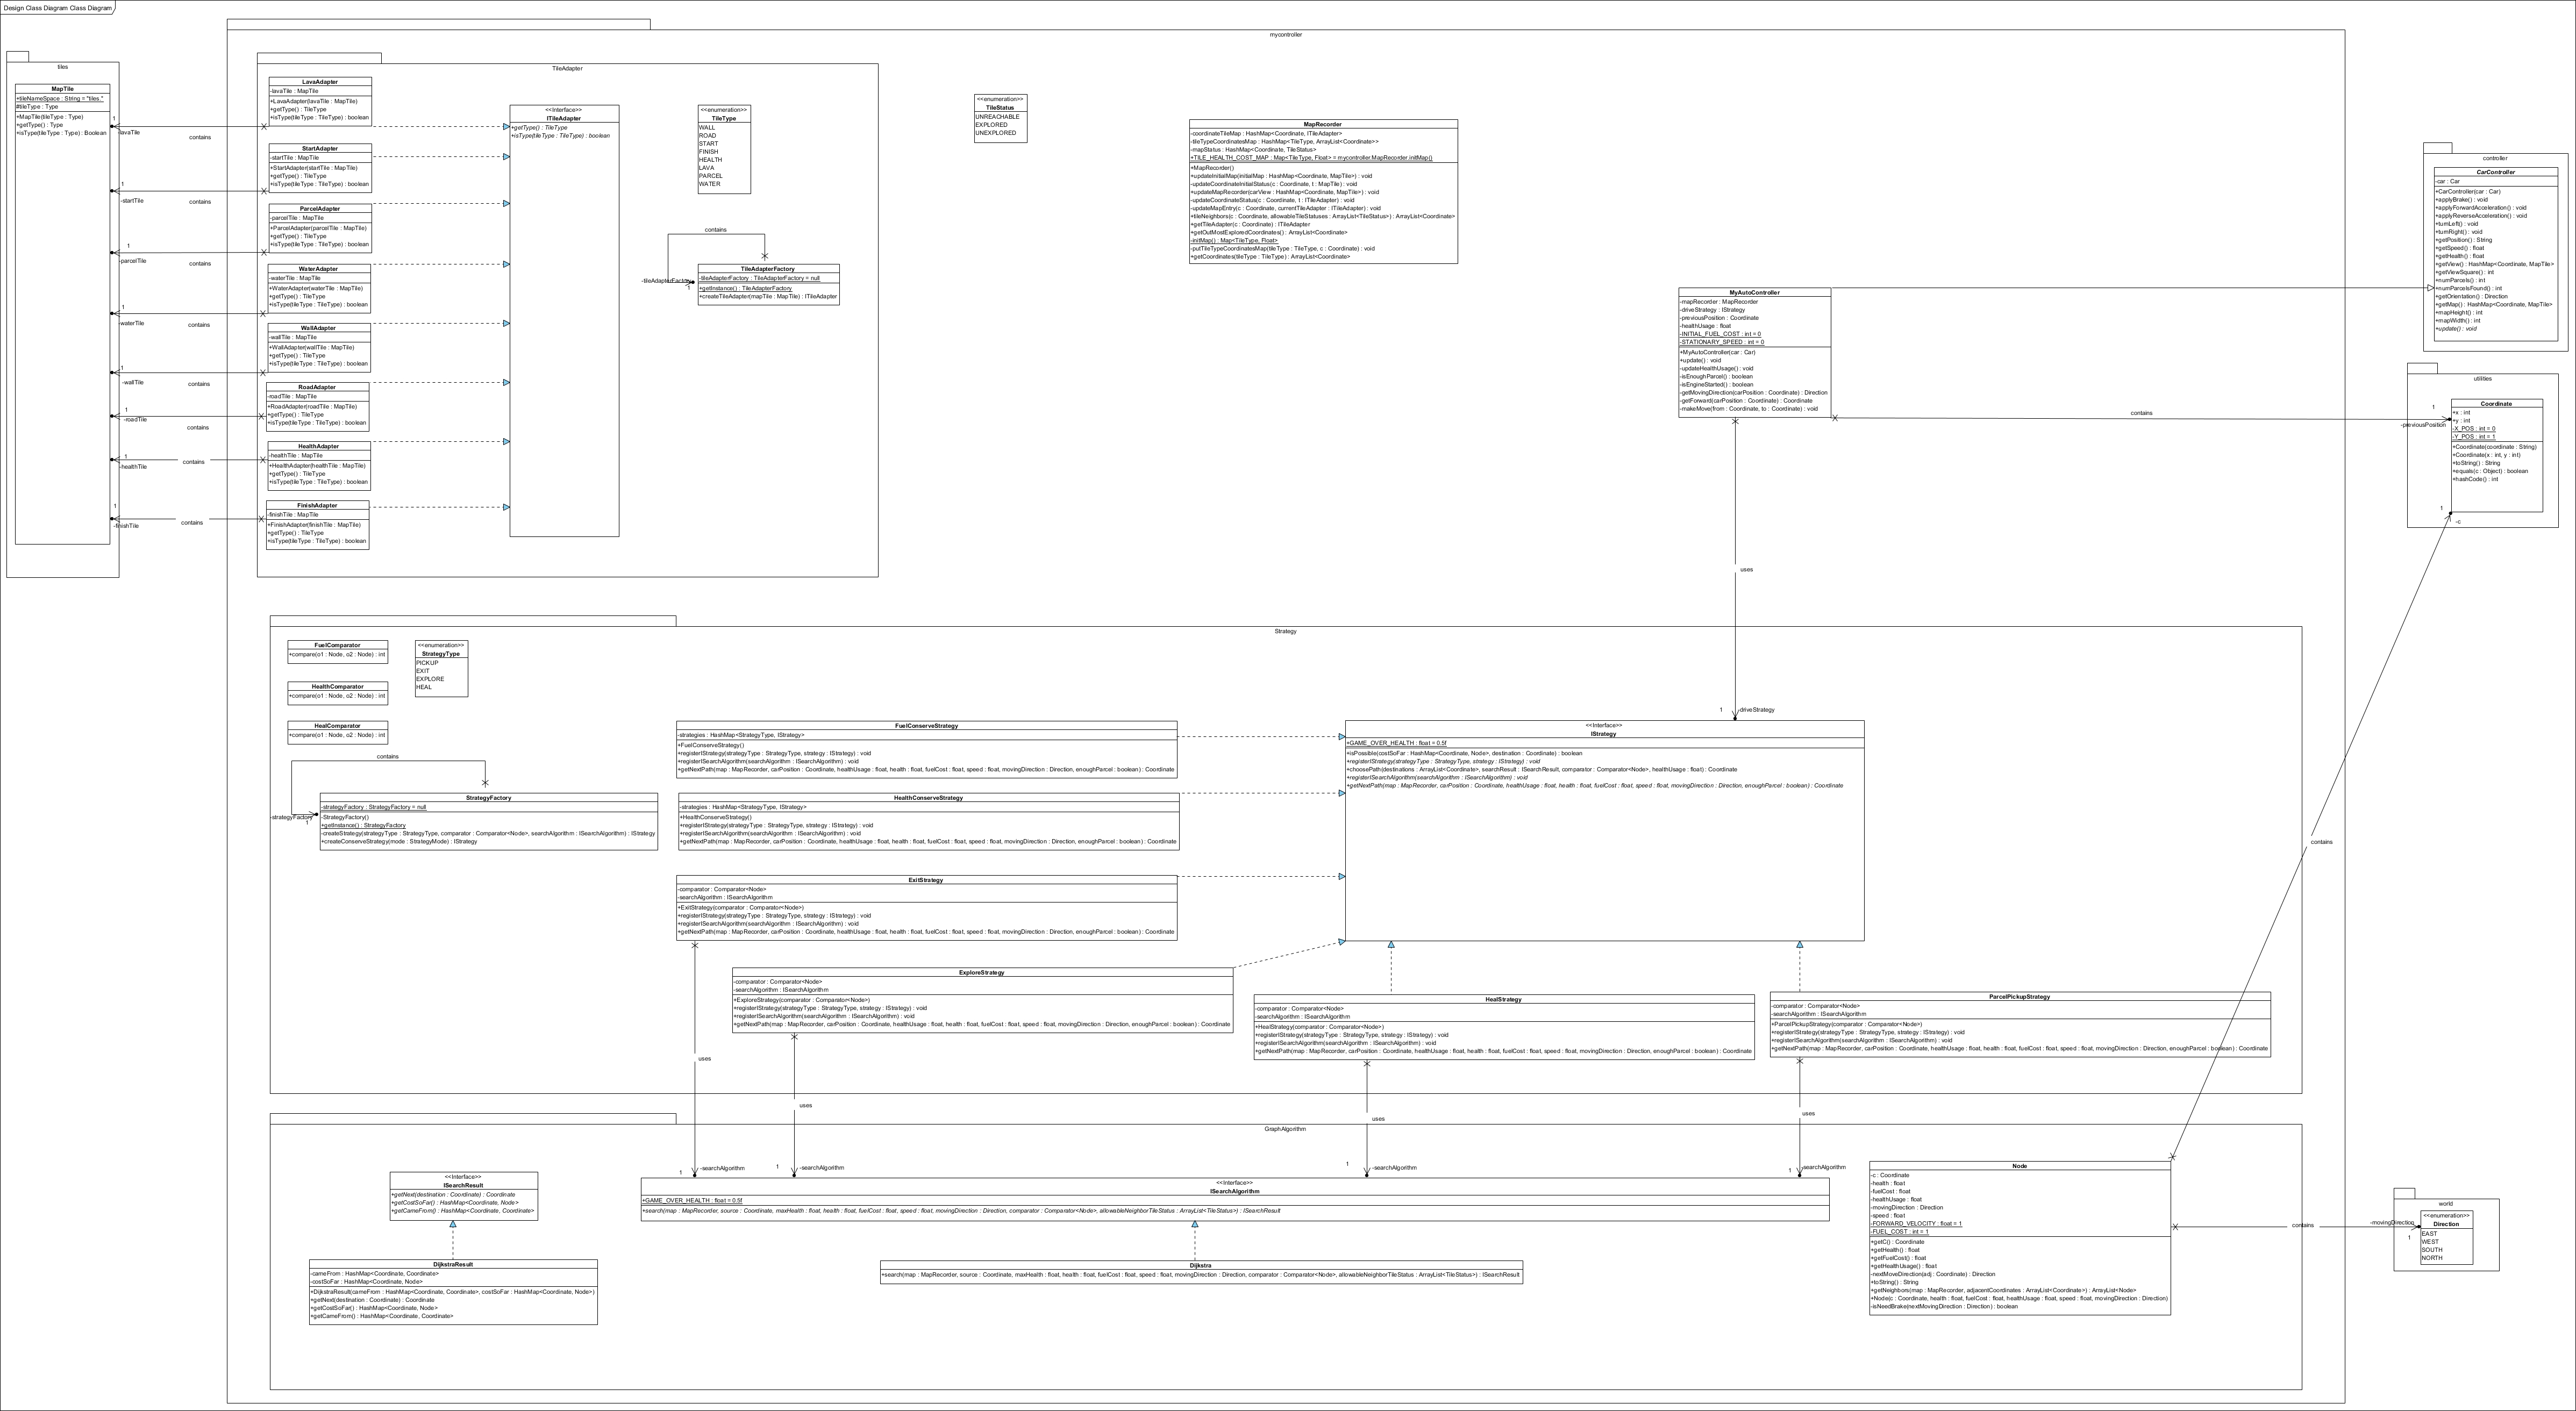 Design Class Diagram Class Diagram
mycontroller
tiles
MapTile
+tileNameSpace : String = "tiles."
#tileType : Type
+MapTile(tileType : Type)
+getType() : Type
+isType(tileType : Type) : Boolean
TileAdapter
LavaAdapter
-lavaTile : MapTile
+LavaAdapter(lavaTile : MapTile)
+getType() : TileType
+isType(tileType : TileType) : boolean
1
-lavaTile
contains
StartAdapter
-startTile : MapTile
+StartAdapter(startTile : MapTile)
+getType() : TileType
+isType(tileType : TileType) : boolean
1
-startTile
contains
ParcelAdapter
-parcelTile : MapTile
+ParcelAdapter(parcelTile : MapTile)
+getType() : TileType
+isType(tileType : TileType) : boolean
1
-parcelTile
contains
WaterAdapter
-waterTile : MapTile
+WaterAdapter(waterTile : MapTile)
+getType() : TileType
+isType(tileType : TileType) : boolean
1
-waterTile
contains
WallAdapter
-wallTile : MapTile
+WallAdapter(wallTile : MapTile)
+getType() : TileType
+isType(tileType : TileType) : boolean
1
-wallTile
contains
RoadAdapter
-roadTile : MapTile
+RoadAdapter(roadTile : MapTile)
+getType() : TileType
+isType(tileType : TileType) : boolean
1
-roadTile
contains
HealthAdapter
-healthTile : MapTile
+HealthAdapter(healthTile : MapTile)
+getType() : TileType
+isType(tileType : TileType) : boolean
1
-healthTile
contains
FinishAdapter
-finishTile : MapTile
+FinishAdapter(finishTile : MapTile)
+getType() : TileType
+isType(tileType : TileType) : boolean
1
-finishTile
contains
<<Interface>>
ITileAdapter
+getType() : TileType
+isType(tileType : TileType) : boolean
<<enumeration>>
TileType
WALL
ROAD
START
FINISH
HEALTH
LAVA
PARCEL
WATER
contains
TileAdapterFactory
-tileAdapterFactory : TileAdapterFactory = null
+getInstance() : TileAdapterFactory
+createTileAdapter(mapTile : MapTile) : ITileAdapter
-tileAdapterFactory
1
<<enumeration>>
TileStatus
UNREACHABLE
EXPLORED
UNEXPLORED
MapRecorder
-coordinateTileMap : HashMap<Coordinate, ITileAdapter>
-tileTypeCoordinatesMap : HashMap<TileType, ArrayList<Coordinate>>
-mapStatus : HashMap<Coordinate, TileStatus>
+TILE_HEALTH_COST_MAP : Map<TileType, Float> = mycontroller.MapRecorder.initMap()
+MapRecorder()
+updateInitialMap(initialMap : HashMap<Coordinate, MapTile>) : void
-updateCoordinateInitialStatus(c : Coordinate, t : MapTile) : void
+updateMapRecorder(carView : HashMap<Coordinate, MapTile>) : void
-updateCoordinateStatus(c : Coordinate, t : ITileAdapter) : void
-updateMapEntry(c : Coordinate, currentTileAdapter : ITileAdapter) : void
+tileNeighbors(c : Coordinate, allowableTileStatuses : ArrayList<TileStatus>) : ArrayList<Coordinate>
+getTileAdapter(c : Coordinate) : ITileAdapter
+getOutMostExploredCoordinates() : ArrayList<Coordinate>
-initMap() : Map<TileType, Float>
-putTileTypeCoordinatesMap(tileType : TileType, c : Coordinate) : void
+getCoordinates(tileType : TileType) : ArrayList<Coordinate>
MyAutoController
-mapRecorder : MapRecorder
-driveStrategy : IStrategy
-previousPosition : Coordinate
-healthUsage : float
-INITIAL_FUEL_COST : int = 0
-STATIONARY_SPEED : int = 0
+MyAutoController(car : Car)
+update() : void
-updateHealthUsage() : void
-isEnoughParcel() : boolean
-isEngineStarted() : boolean
-getMovingDirection(carPosition : Coordinate) : Direction
-getForward(carPosition : Coordinate) : Coordinate
-makeMove(from : Coordinate, to : Coordinate) : void
controller
CarController
-car : Car
+CarController(car : Car)
+applyBrake() : void
+applyForwardAcceleration() : void
+applyReverseAcceleration() : void
+turnLeft() : void
+turnRight() : void
+getPosition() : String
+getSpeed() : float
+getHealth() : float
+getView() : HashMap<Coordinate, MapTile>
+getViewSquare() : int
+numParcels() : int
+numParcelsFound() : int
+getOrientation() : Direction
+getMap() : HashMap<Coordinate, MapTile>
+mapHeight() : int
+mapWidth() : int
+update() : void
utilities
Coordinate
+x : int
+y : int
-X_POS : int = 0
-Y_POS : int = 1
+Coordinate(coordinate : String)
+Coordinate(x : int, y : int)
+toString() : String
+equals(c : Object) : boolean
+hashCode() : int
contains
1
-previousPosition
1
-c
uses
1
driveStrategy
contains
Strategy
FuelComparator
+compare(o1 : Node, o2 : Node) : int
HealthComparator
+compare(o1 : Node, o2 : Node) : int
HealComparator
+compare(o1 : Node, o2 : Node) : int
<<enumeration>>
StrategyType
PICKUP
EXIT
EXPLORE
HEAL
contains
StrategyFactory
-strategyFactory : StrategyFactory = null
-StrategyFactory()
+getInstance() : StrategyFactory
-createStrategy(strategyType : StrategyType, comparator : Comparator<Node>, searchAlgorithm : ISearchAlgorithm) : IStrategy
+createConserveStrategy(mode : StrategyMode) : IStrategy
-strategyFactory
1
FuelConserveStrategy
-strategies : HashMap<StrategyType, IStrategy>
+FuelConserveStrategy()
+registerIStrategy(strategyType : StrategyType, strategy : IStrategy) : void
+registerISearchAlgorithm(searchAlgorithm : ISearchAlgorithm) : void
+getNextPath(map : MapRecorder, carPosition : Coordinate, healthUsage : float, health : float, fuelCost : float, speed : float, movingDirection : Direction, enoughParcel : boolean) : Coordinate
HealthConserveStrategy
-strategies : HashMap<StrategyType, IStrategy>
+HealthConserveStrategy()
+registerIStrategy(strategyType : StrategyType, strategy : IStrategy) : void
+registerISearchAlgorithm(searchAlgorithm : ISearchAlgorithm) : void
+getNextPath(map : MapRecorder, carPosition : Coordinate, healthUsage : float, health : float, fuelCost : float, speed : float, movingDirection : Direction, enoughParcel : boolean) : Coordinate
<<Interface>>
IStrategy
+GAME_OVER_HEALTH : float = 0.5f
+isPossible(costSoFar : HashMap<Coordinate, Node>, destination : Coordinate) : boolean
+registerIStrategy(strategyType : StrategyType, strategy : IStrategy) : void
+choosePath(destinations : ArrayList<Coordinate>, searchResult : ISearchResult, comparator : Comparator<Node>, healthUsage : float) : Coordinate
+registerISearchAlgorithm(searchAlgorithm : ISearchAlgorithm) : void
+getNextPath(map : MapRecorder, carPosition : Coordinate, healthUsage : float, health : float, fuelCost : float, speed : float, movingDirection : Direction, enoughParcel : boolean) : Coordinate
ExitStrategy
-comparator : Comparator<Node>
-searchAlgorithm : ISearchAlgorithm
+ExitStrategy(comparator : Comparator<Node>)
+registerIStrategy(strategyType : StrategyType, strategy : IStrategy) : void
+registerISearchAlgorithm(searchAlgorithm : ISearchAlgorithm) : void
+getNextPath(map : MapRecorder, carPosition : Coordinate, healthUsage : float, health : float, fuelCost : float, speed : float, movingDirection : Direction, enoughParcel : boolean) : Coordinate
ExploreStrategy
-comparator : Comparator<Node>
-searchAlgorithm : ISearchAlgorithm
+ExploreStrategy(comparator : Comparator<Node>)
+registerIStrategy(strategyType : StrategyType, strategy : IStrategy) : void
+registerISearchAlgorithm(searchAlgorithm : ISearchAlgorithm) : void
+getNextPath(map : MapRecorder, carPosition : Coordinate, healthUsage : float, health : float, fuelCost : float, speed : float, movingDirection : Direction, enoughParcel : boolean) : Coordinate
HealStrategy
-comparator : Comparator<Node>
-searchAlgorithm : ISearchAlgorithm
+HealStrategy(comparator : Comparator<Node>)
+registerIStrategy(strategyType : StrategyType, strategy : IStrategy) : void
+registerISearchAlgorithm(searchAlgorithm : ISearchAlgorithm) : void
+getNextPath(map : MapRecorder, carPosition : Coordinate, healthUsage : float, health : float, fuelCost : float, speed : float, movingDirection : Direction, enoughParcel : boolean) : Coordinate
ParcelPickupStrategy
-comparator : Comparator<Node>
-searchAlgorithm : ISearchAlgorithm
+ParcelPickupStrategy(comparator : Comparator<Node>)
+registerIStrategy(strategyType : StrategyType, strategy : IStrategy) : void
+registerISearchAlgorithm(searchAlgorithm : ISearchAlgorithm) : void
+getNextPath(map : MapRecorder, carPosition : Coordinate, healthUsage : float, health : float, fuelCost : float, speed : float, movingDirection : Direction, enoughParcel : boolean) : Coordinate
uses
uses
uses
uses
GraphAlgorithm
1
-searchAlgorithm
1
-searchAlgorithm
1
-searchAlgorithm
1
-searchAlgorithm
<<Interface>>
ISearchResult
+getNext(destination : Coordinate) : Coordinate
+getCostSoFar() : HashMap<Coordinate, Node>
+getCameFrom() : HashMap<Coordinate, Coordinate>
<<Interface>>
ISearchAlgorithm
+GAME_OVER_HEALTH : float = 0.5f
+search(map : MapRecorder, source : Coordinate, maxHealth : float, health : float, fuelCost : float, speed : float, movingDirection : Direction, comparator : Comparator<Node>, allowableNeighborTileStatus : ArrayList<TileStatus>) : ISearchResult
DijkstraResult
-cameFrom : HashMap<Coordinate, Coordinate>
-costSoFar : HashMap<Coordinate, Node>
+DijkstraResult(cameFrom : HashMap<Coordinate, Coordinate>, costSoFar : HashMap<Coordinate, Node>)
+getNext(destination : Coordinate) : Coordinate
+getCostSoFar() : HashMap<Coordinate, Node>
+getCameFrom() : HashMap<Coordinate, Coordinate>
Dijkstra
+search(map : MapRecorder, source : Coordinate, maxHealth : float, health : float, fuelCost : float, speed : float, movingDirection : Direction, comparator : Comparator<Node>, allowableNeighborTileStatus : ArrayList<TileStatus>) : ISearchResult
Node
-c : Coordinate
-health : float
-fuelCost : float
-healthUsage : float
-movingDirection : Direction
-speed : float
-FORWARD_VELOCITY : float = 1
-FUEL_COST : int = 1
+getC() : Coordinate
+getHealth() : float
+getFuelCost() : float
+getHealthUsage() : float
-nextMoveDirection(adj : Coordinate) : Direction
+toString() : String
+getNeighbors(map : MapRecorder, adjacentCoordinates : ArrayList<Coordinate>) : ArrayList<Node>
+Node(c : Coordinate, health : float, fuelCost : float, healthUsage : float, speed : float, movingDirection : Direction)
-isNeedBrake(nextMovingDirection : Direction) : boolean
contains
-movingDirection
1
world
<<enumeration>>
Direction
EAST
WEST
SOUTH
NORTH